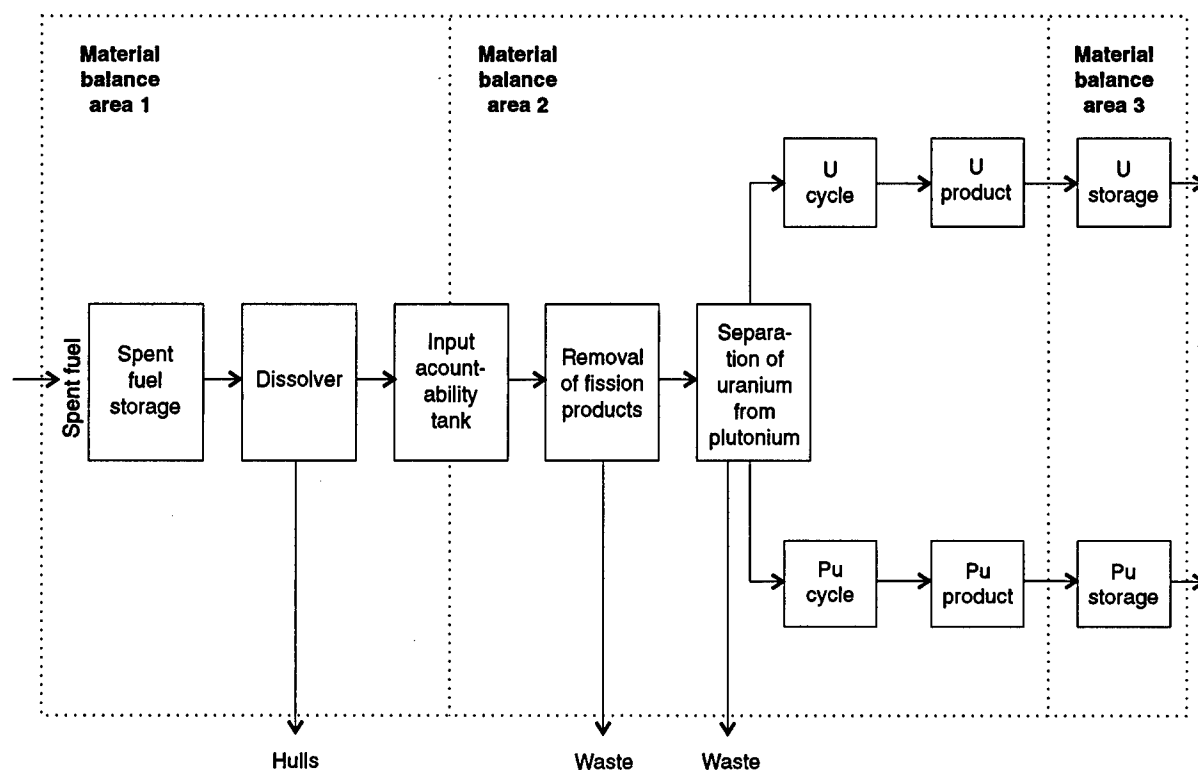 Material
balance
area 1
Material
balance
area 2
Material
balance
area 3
U
cycle
U
product
U
storage
Spent fuel
Spent
fuel
storage
Dissolver
Input
acount-
ability
tank
Removal
of fission
products
Separa-
tion of
uranium
from
plutonium
Pu
cycle
Pu
product
Pu
storage
Hulls
Waste
Waste